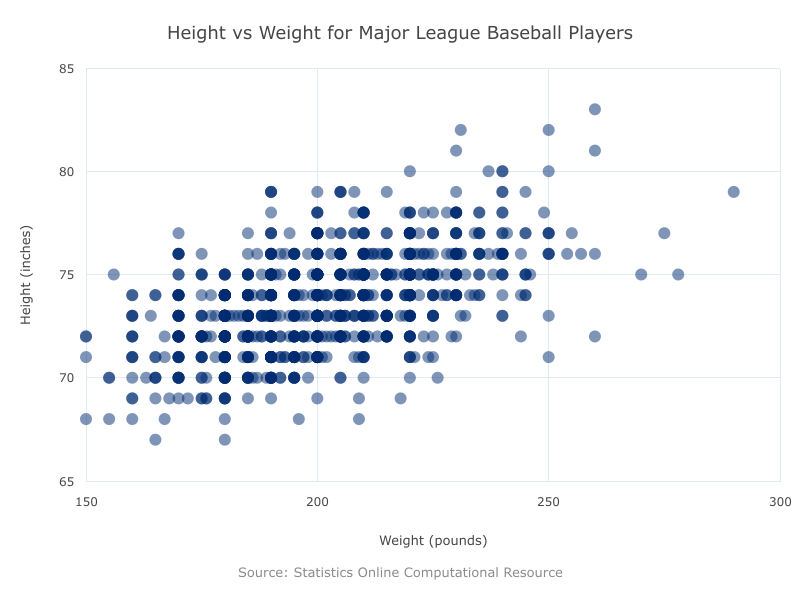 Height vs Weight for Major League Baseball Players
85
80
75
70
65
Height (inches)
150
200
250
300
Weight (pounds)
Source: Statistics Online Computational Resource